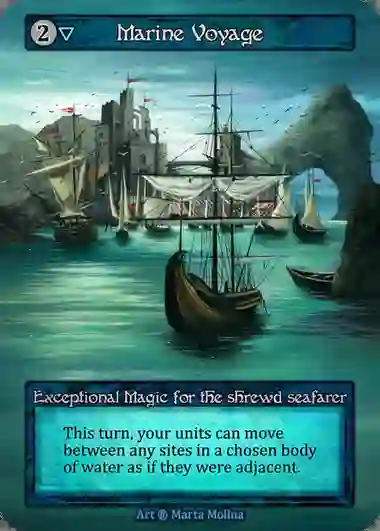 2 Marine Voyage
Exceptional Magic for the shrewd seafarer
This turn, your units can move
between any sites in a chosen body
of water as if they were adjacent.
Art ® Marta Molina